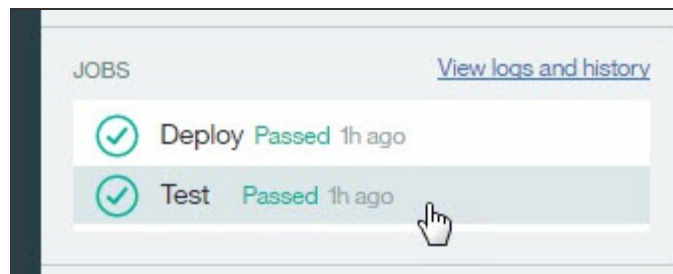 JOBS View logs and history
Deploy Passed 1h ago
Test Passed 1h ago